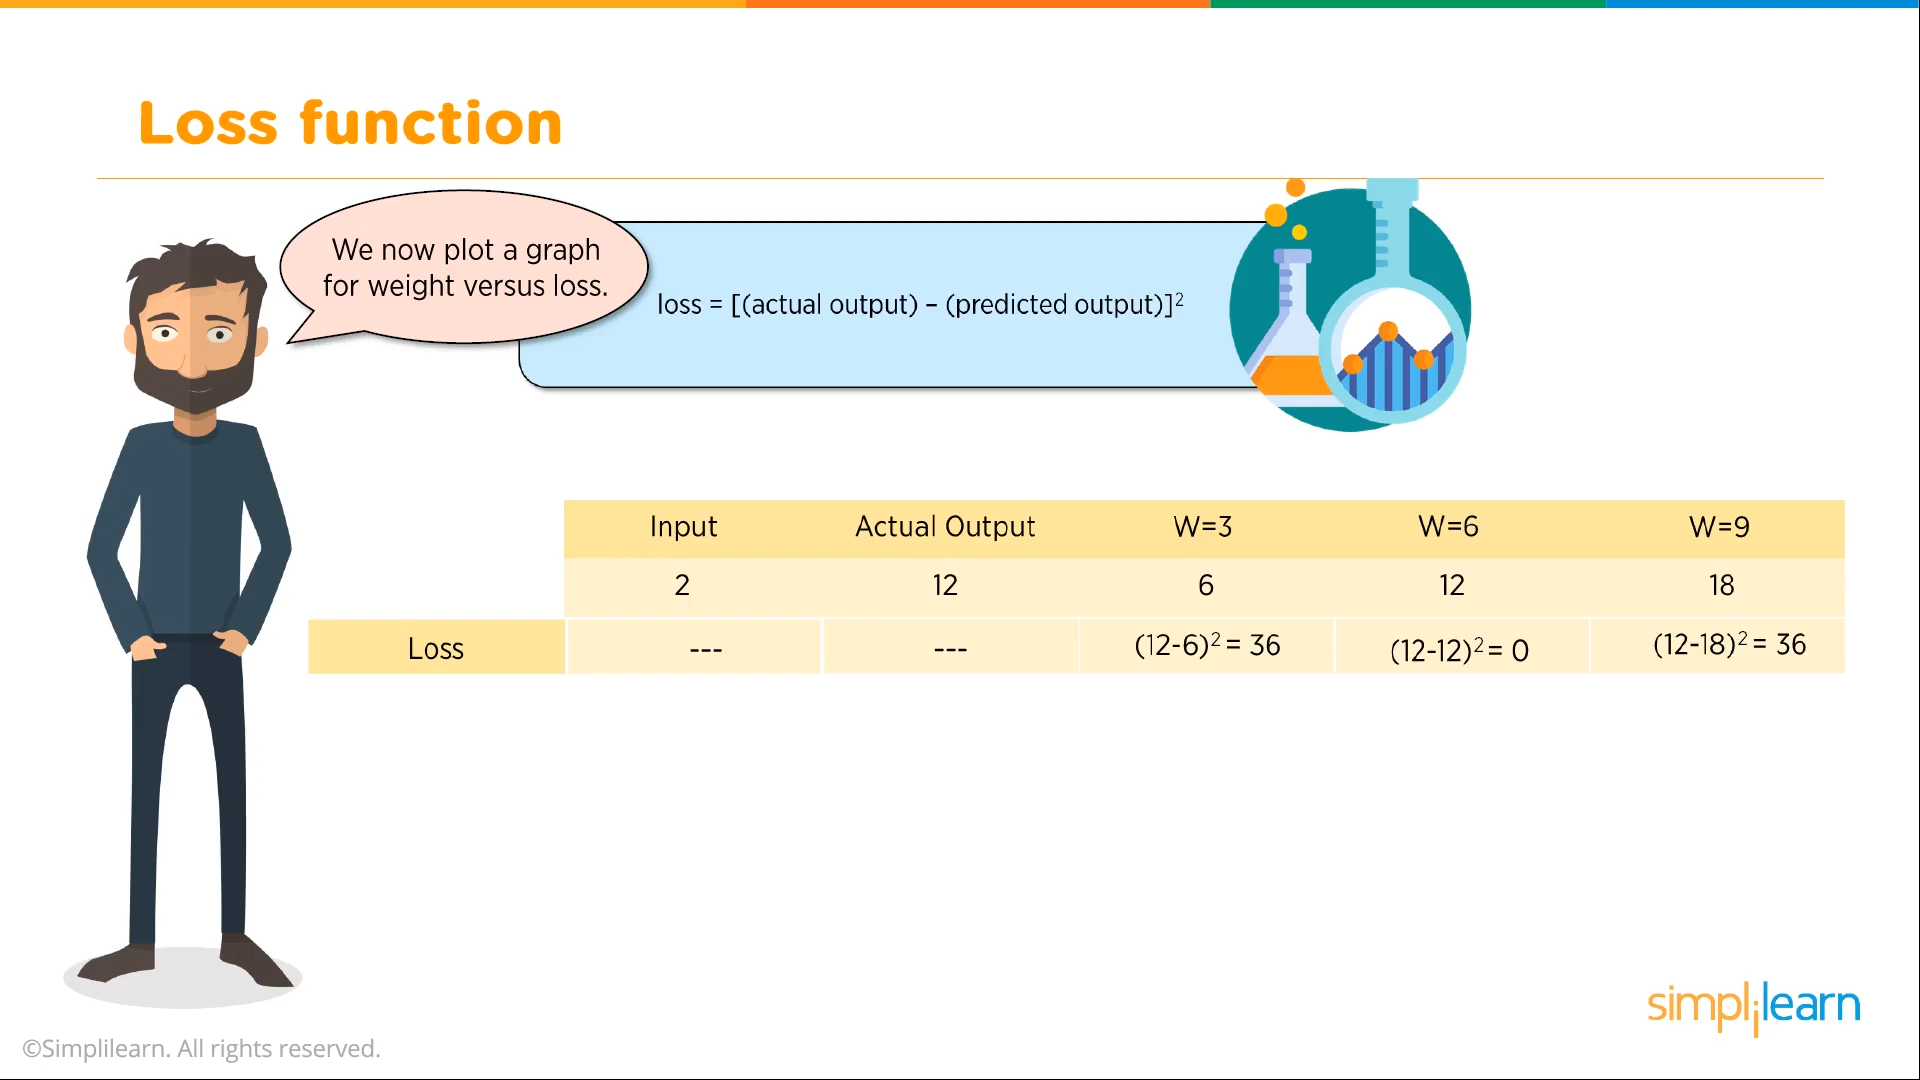 Loss function
We now plot a graph
for weight versus loss.
loss = [(actual output) – (predicted output)]²
Input Actual Output W=3 W=6 W=9
2 12 6 12 18
Loss --- --- (12-6)² = 36 (12-12)² = 0 (12-18)² = 36
simplilearn
©Simplilearn. All rights reserved.